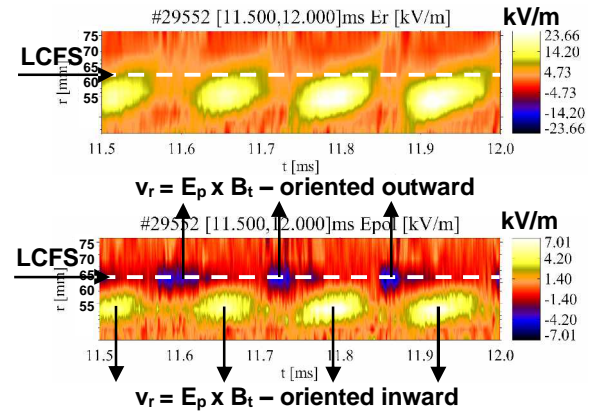 #29552 [11.500,12.000]ms Er [kV/m]
kV/m
75
70
65
60
55
r [mm]
LCFS
23.66
14.20
4.73
-4.73
-14.20
-23.66
11.5 11.6 11.7 11.8 11.9 12.0
t [ms]
vr = Ep x Bt – oriented outward
#29552 [11.500,12.000]ms Epol [kV/m]
kV/m
75
70
65
60
55
r [mm]
LCFS
7.01
4.20
1.40
-1.40
-4.20
-7.01
11.5 11.6 11.7 11.8 11.9 12.0
t [ms]
vr = Ep x Bt – oriented inward